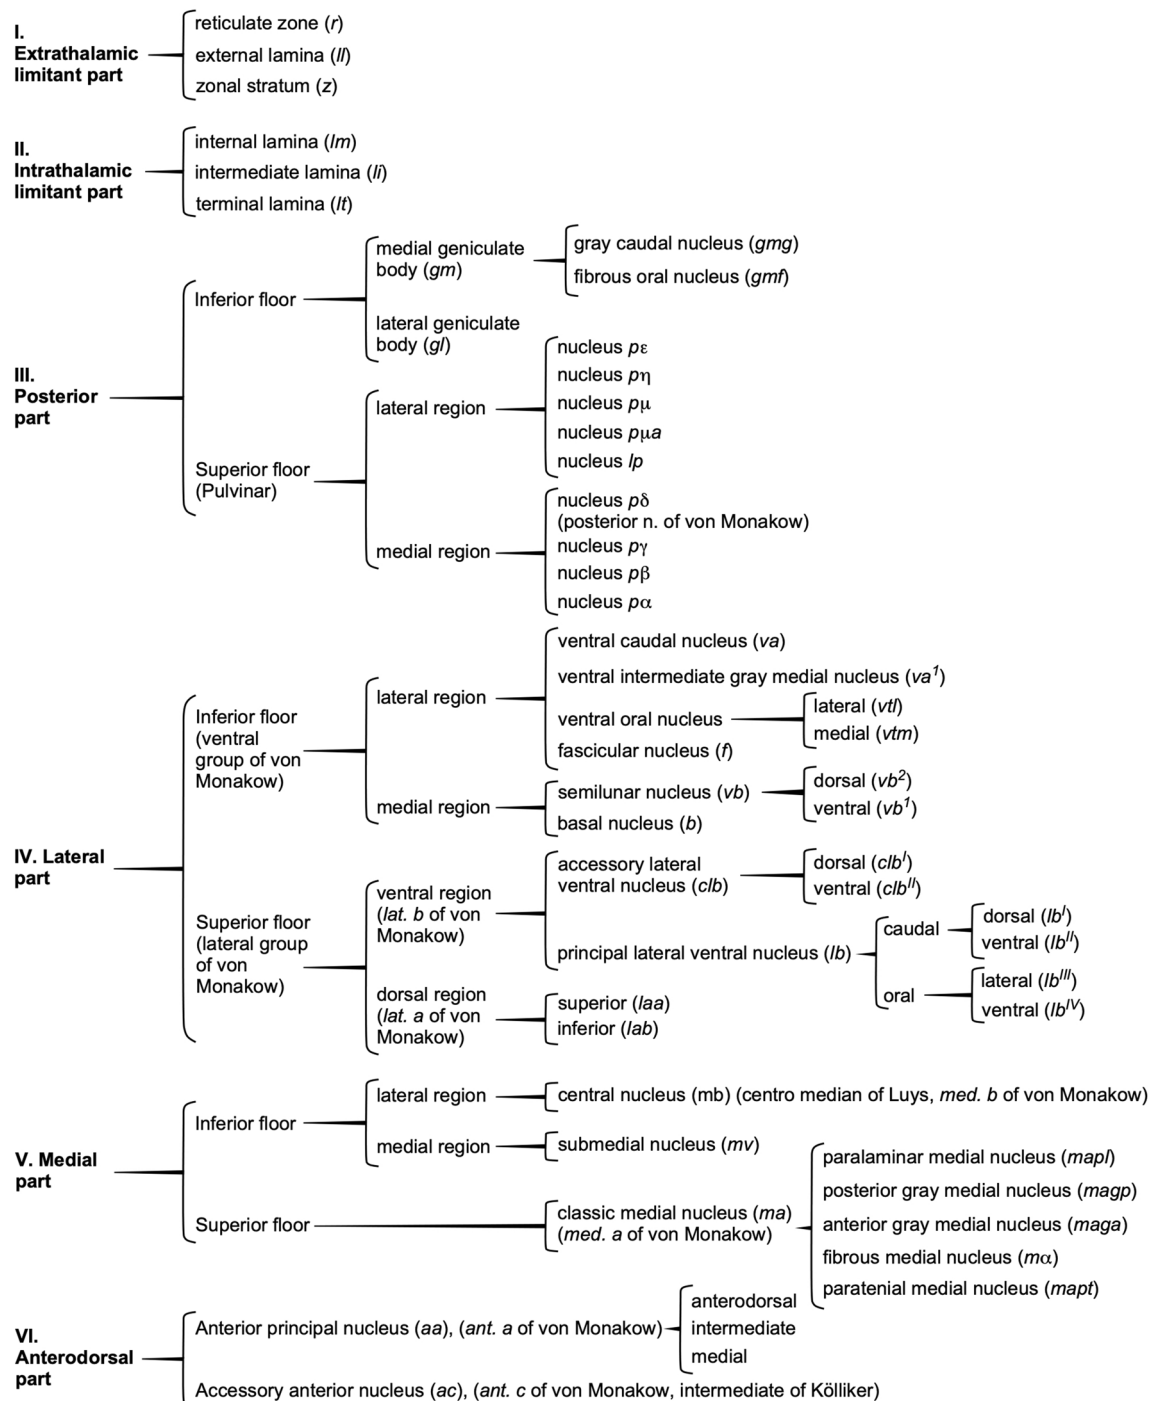 I.
Extrathalamic
limitant part
reticulate zone (r)
external lamina (ll)
zonal stratum (z)
II.
Intrathalamic
limitant part
internal lamina (lm)
intermediate lamina (li)
terminal lamina (lt)
III.
Posterior
part
Inferior floor
medial geniculate
body (gm)
gray caudal nucleus (gmg)
fibrous oral nucleus (gmf)
lateral geniculate
body (gl)
Superior floor
(Pulvinar)
lateral region
nucleus pε
nucleus pη
nucleus pμ
nucleus pμa
nucleus lp
medial region
nucleus pδ
(posterior n. of von Monakow)
nucleus pγ
nucleus pβ
nucleus pα
IV. Lateral
part
Inferior floor
(ventral
group of von
Monakow)
lateral region
ventral caudal nucleus (va)
ventral intermediate gray medial nucleus (va¹)
ventral oral nucleus
lateral (vtl)
medial (vtm)
fascicular nucleus (f)
medial region
semilunar nucleus (vb)
dorsal (vb²)
ventral (vb¹)
basal nucleus (b)
Superior floor
(lateral group
of von
Monakow)
ventral region
(lat. b of von
Monakow)
accessory lateral
ventral nucleus (clb)
dorsal (clbᴵ)
ventral (clbᴵᴵ)
principal lateral ventral nucleus (lb)
caudal
dorsal (lbᴵ)
ventral (lbᴵᴵ)
oral
lateral (lbᴵᴵᴵ)
ventral (lbᴵⱽ)
dorsal region
(lat. a of von
Monakow)
superior (laa)
inferior (lab)
V. Medial
part
Inferior floor
lateral region
central nucleus (mb) (centro median of Luys, med. b of von Monakow)
medial region
submedial nucleus (mv)
Superior floor
classic medial nucleus (ma)
(med. a of von Monakow)
paralaminar medial nucleus (mapl)
posterior gray medial nucleus (magp)
anterior gray medial nucleus (maga)
fibrous medial nucleus (mα)
paratenial medial nucleus (mapt)
VI.
Anterodorsal
part
Anterior principal nucleus (aa), (ant. a of von Monakow)
anterodorsal
intermediate
medial
Accessory anterior nucleus (ac), (ant. c of von Monakow, intermediate of Kölliker)